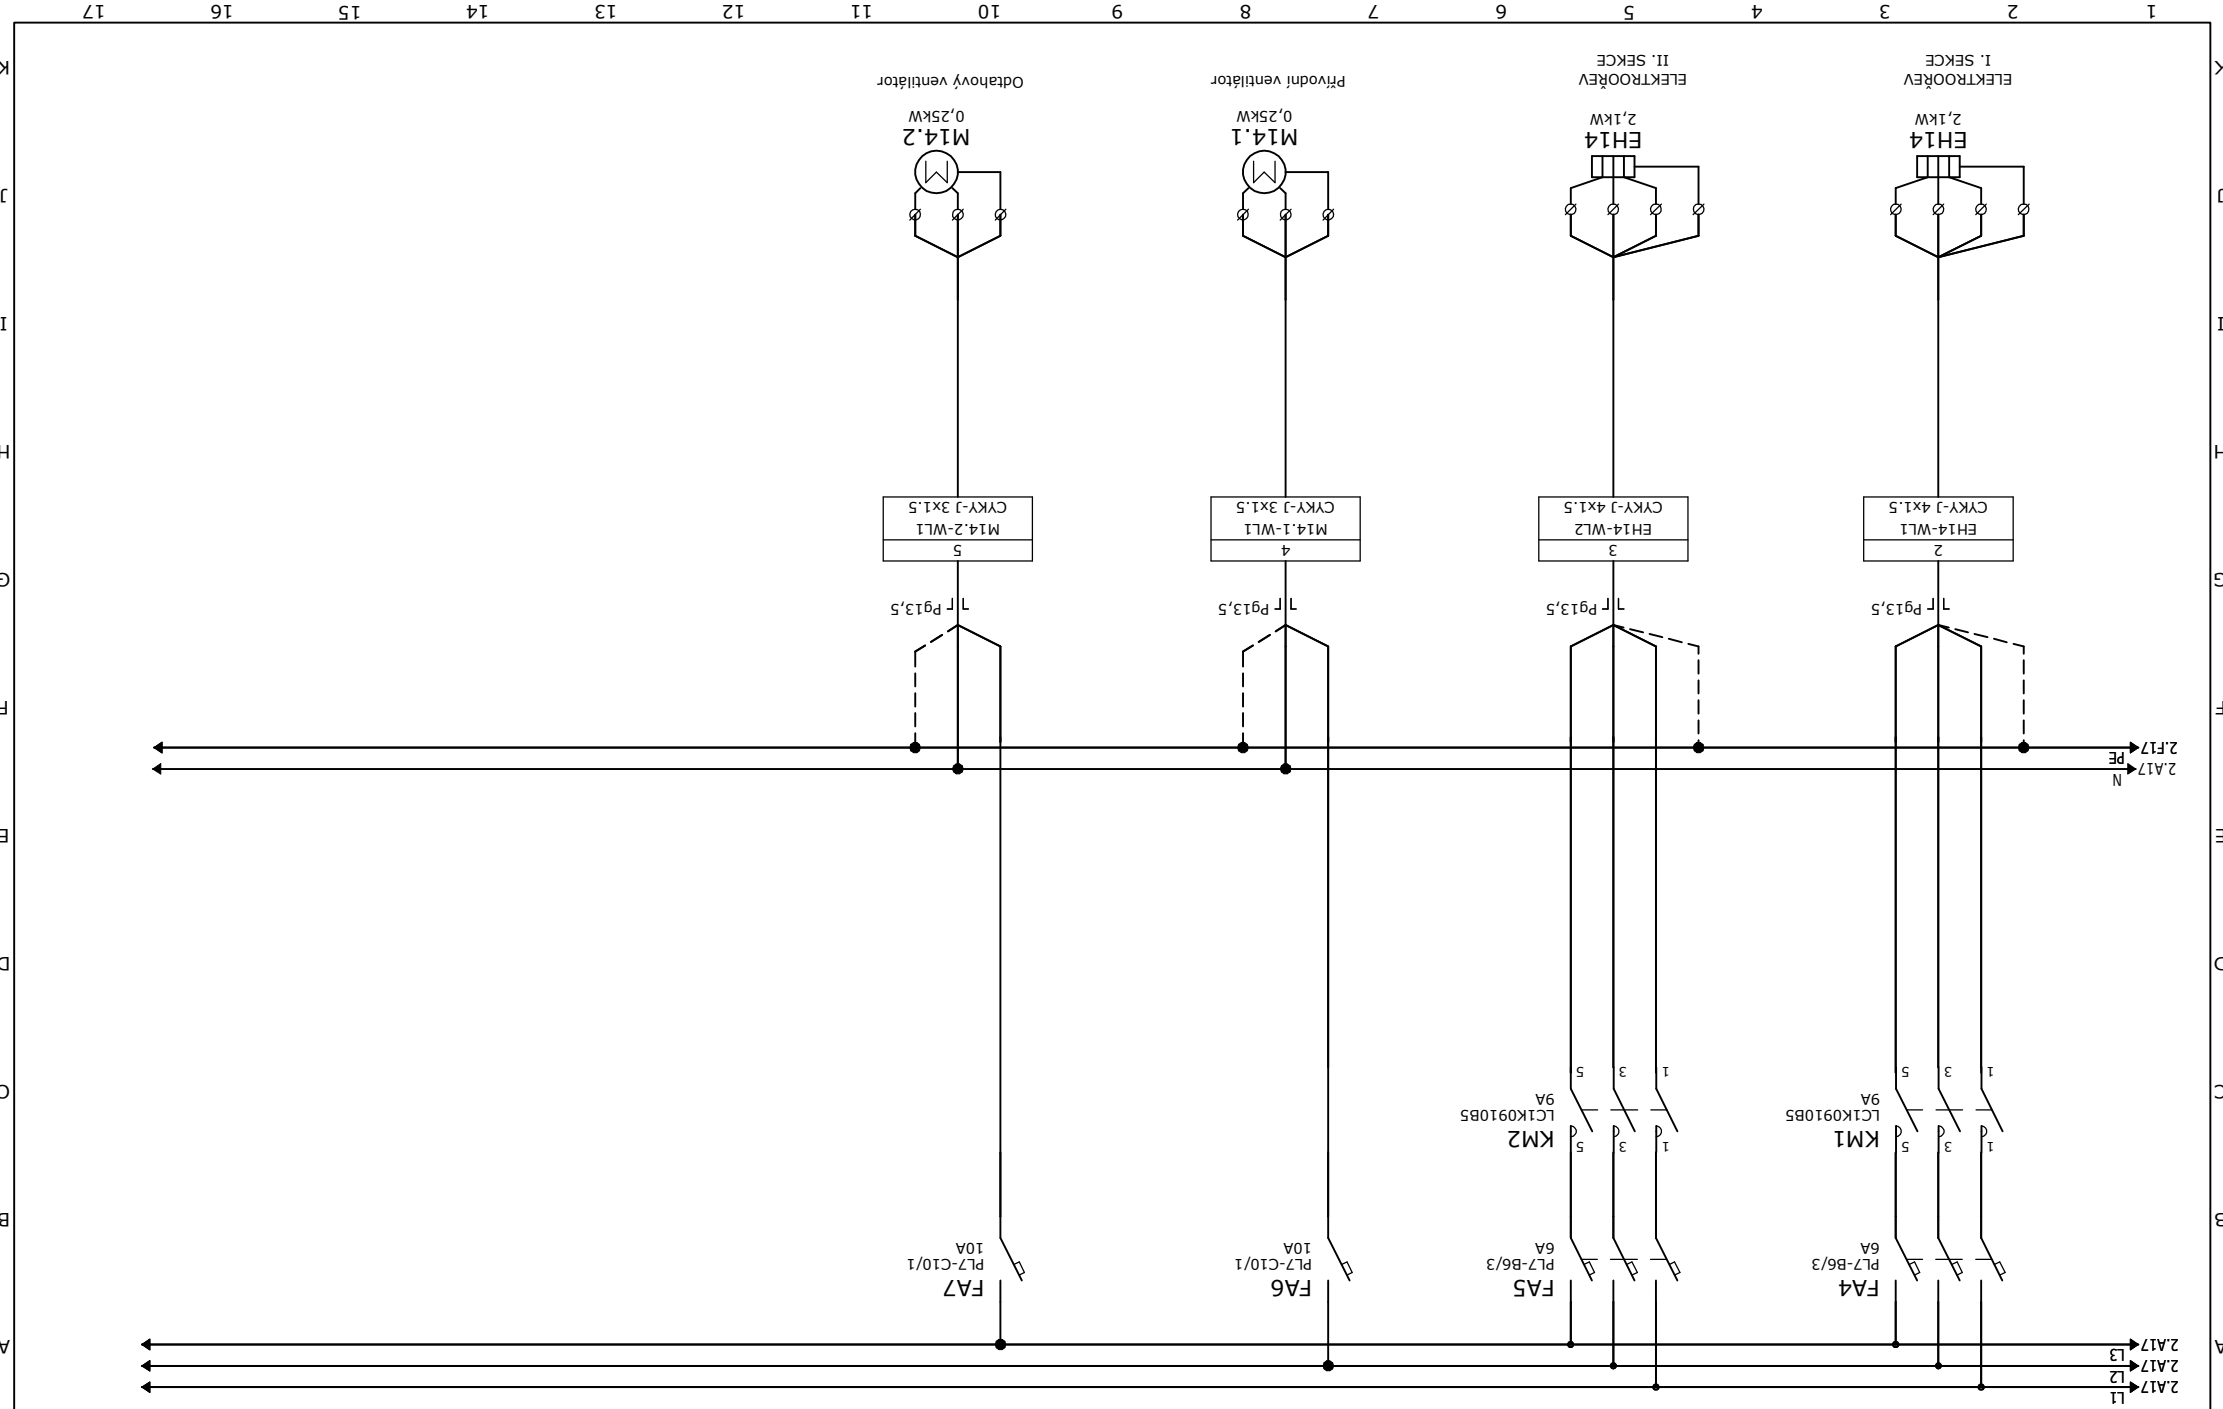 L1
2.A17
L2
2.A17
L3
2.A17
A
A
FA4
PL7-B6/3
6A
FA5
PL7-B6/3
6A
FA6
PL7-C10/1
10A
FA7
PL7-C10/1
10A
B
B
1 3 5
KM1
LC1K0910B5
9A
1 3 5
1 3 5
KM2
LC1K0910B5
9A
1 3 5
C
C
D
D
E
E
N
2.A17
PE
2.F17
F
F
Pg13,5
Pg13,5
Pg13,5
Pg13,5
G
G
2
EH14-WL1
CYKY-J 4x1.5
3
EH14-WL2
CYKY-J 4x1.5
4
M14.1-WL1
CYKY-J 3x1.5
5
M14.2-WL1
CYKY-J 3x1.5
H
H
I
I
J
J
M
M
EH14
2,1kW
ELEKTROOŘEV
I. SEKCE
EH14
2,1kW
ELEKTROOŘEV
II. SEKCE
M14.1
0,25kW
Přívodní ventilátor
M14.2
0,25kW
Odtahový ventilátor
K
K
1 2 3 4 5 6 7 8 9 10 11 12 13 14 15 16 17